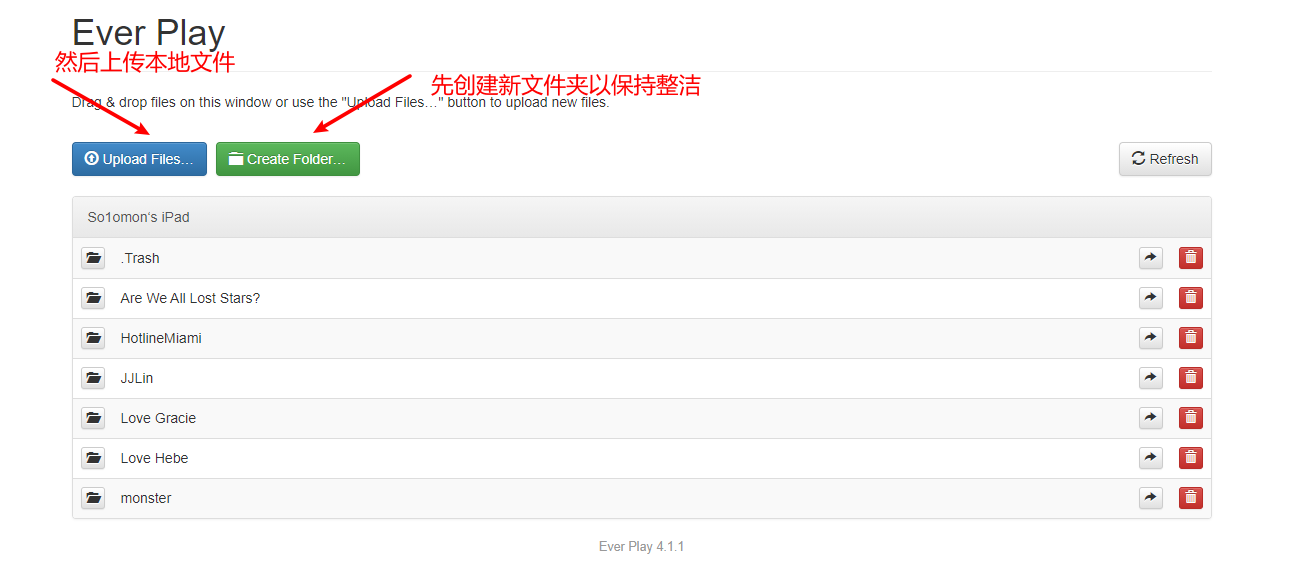 Ever Play
然后上传本地文件
先创建新文件夹以保持整洁
Drag & drop files on this window or use the "Upload Files…" button to upload new files.
Upload Files…
Create Folder…
Refresh
So1omon's iPad
.Trash
Are We All Lost Stars?
HotlineMiami
JJLin
Love Gracie
Love Hebe
monster
Ever Play 4.1.1